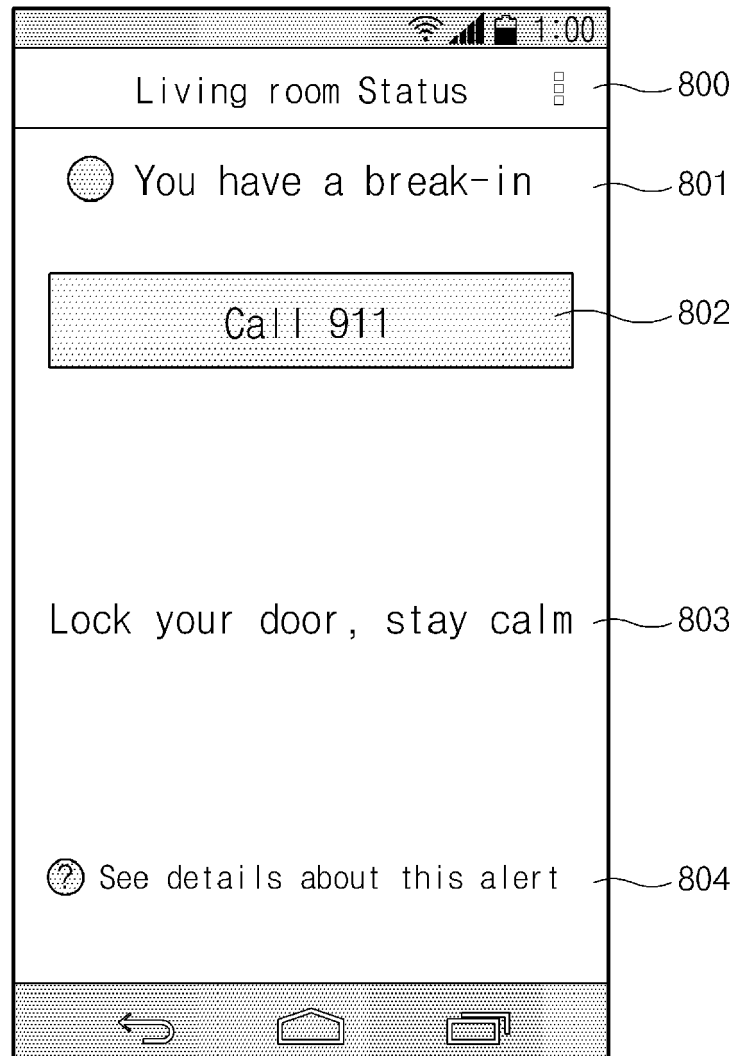 1:00
Living room Status
800
You have a break-in
801
Call 911
802
Lock your door, stay calm
803
? See details about this alert
804